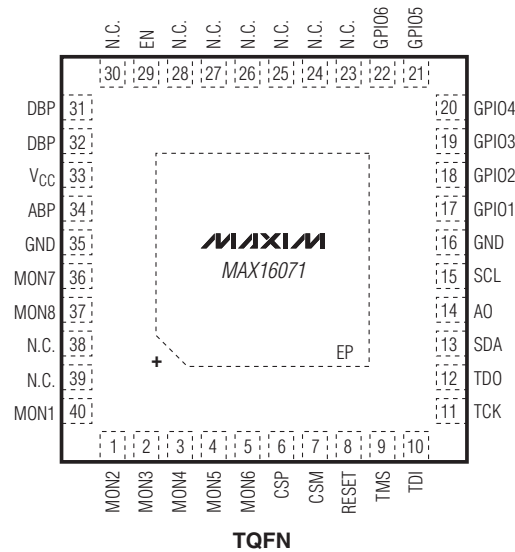 N.C. EN N.C. N.C. N.C. N.C. N.C. N.C. GPIO6 GPIO5
30 29 28 27 26 25 24 23 22 21
DBP 31 20 GPIO4
DBP 32 19 GPIO3
VCC 33 18 GPIO2
ABP 34 17 GPIO1
GND 35 16 GND
MON7 36 15 SCL
MON8 37 14 A0
N.C. 38 13 SDA
N.C. 39 12 TDO
MON1 40 11 TCK
MAXIM
MAX16071
EP
+
1 2 3 4 5 6 7 8 9 10
MON2 MON3 MON4 MON5 MON6 CSP CSM RESET TMS TDI
TQFN